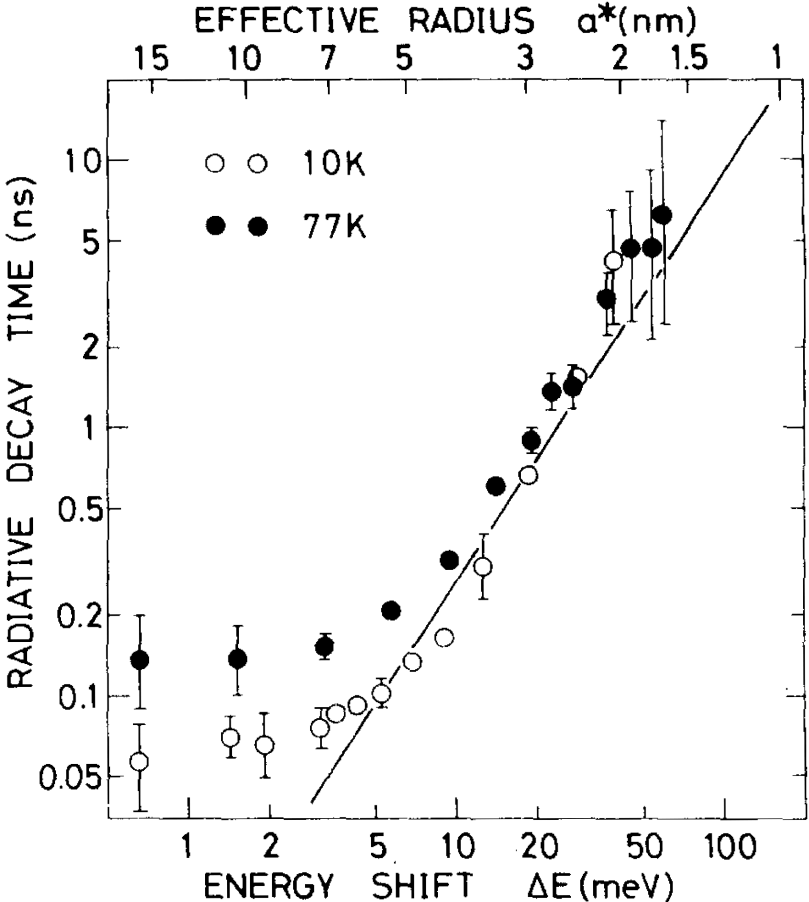 EFFECTIVE RADIUS a*(nm)
15 10 7 5 3 2 1.5 1
10K
77K
10
5
2
1
0.5
0.2
0.1
0.05
RADIATIVE DECAY TIME (ns)
1 2 5 10 20 50 100
ENERGY SHIFT ΔE(meV)